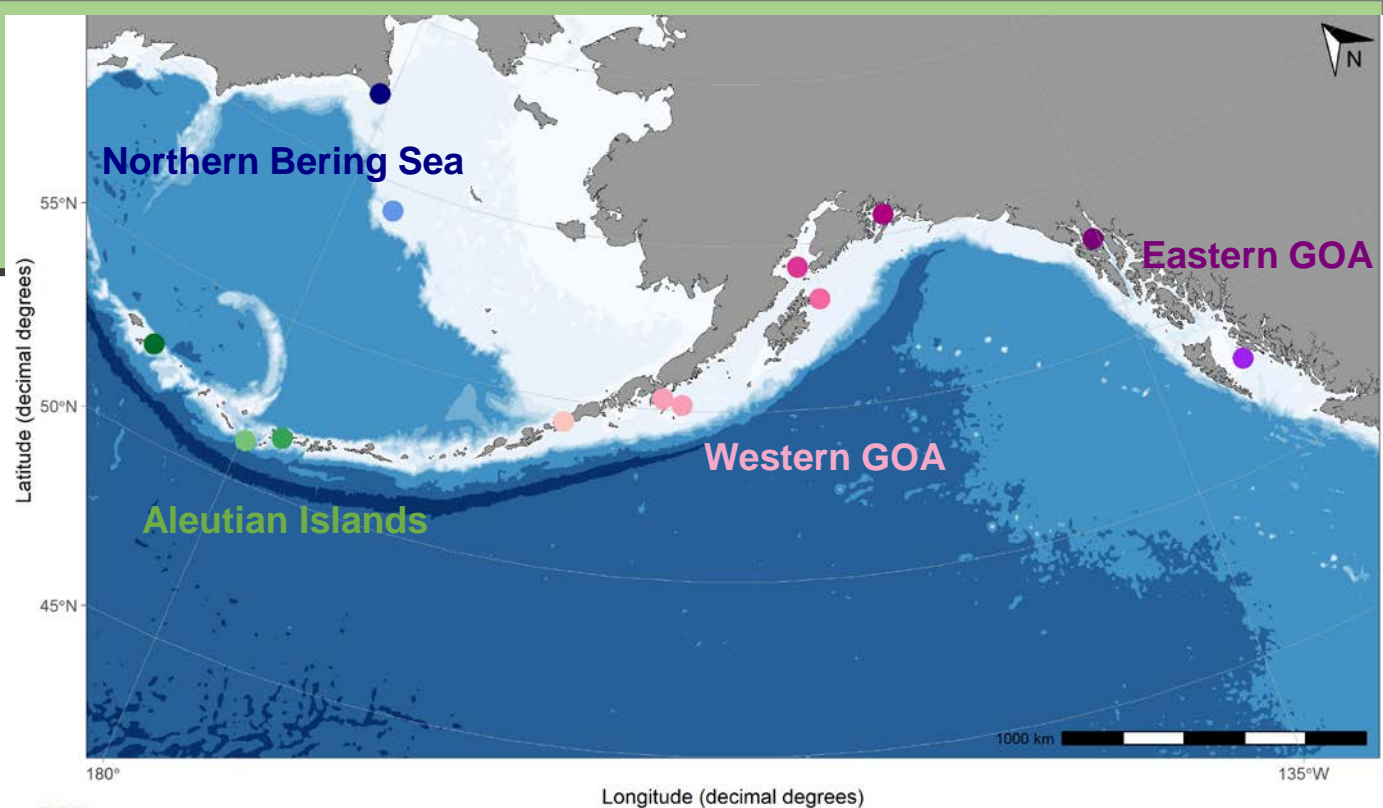 N
Northern Bering Sea
55°N
Eastern GOA
Latitude (decimal degrees)
50°N
Western GOA
Aleutian Islands
45°N
1000 km
180°
135°W
Longitude (decimal degrees)